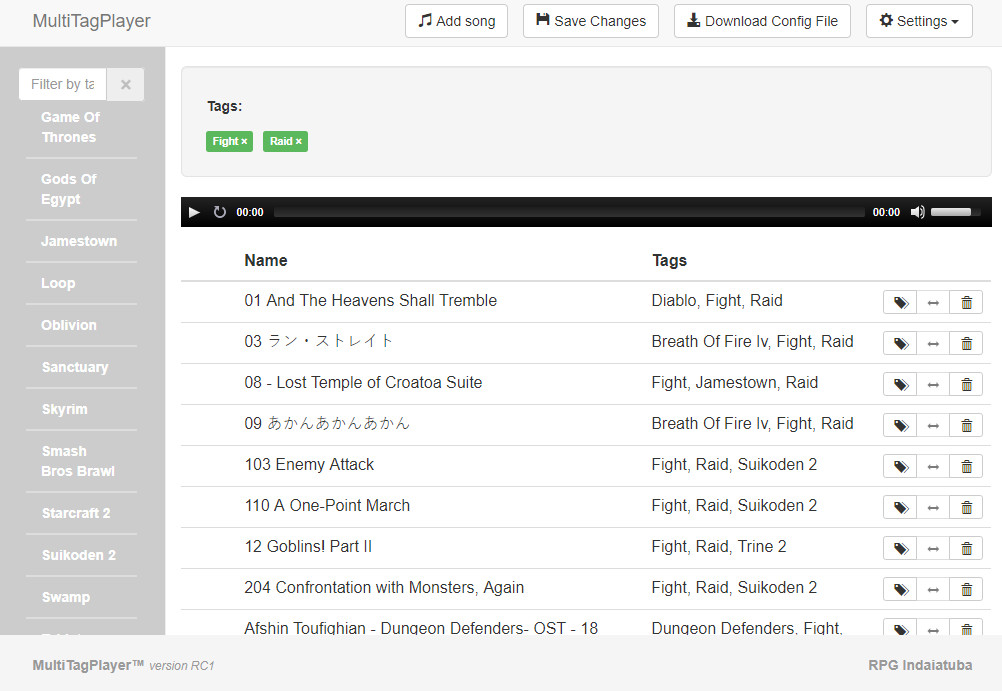 MultiTagPlayer
Add song
Save Changes
Download Config File
Settings
Filter by ta
×
Game Of
Thrones
Gods Of
Egypt
Jamestown
Loop
Oblivion
Sanctuary
Skyrim
Smash
Bros Brawl
Starcraft 2
Suikoden 2
Swamp
Tags:
Fight × Raid ×
00:00 00:00
Name Tags
01 And The Heavens Shall Tremble Diablo, Fight, Raid
03 ラン・ストレイト Breath Of Fire Iv, Fight, Raid
08 - Lost Temple of Croatoa Suite Fight, Jamestown, Raid
09 あかんあかんあかん Breath Of Fire Iv, Fight, Raid
103 Enemy Attack Fight, Raid, Suikoden 2
110 A One-Point March Fight, Raid, Suikoden 2
12 Goblins! Part II Fight, Raid, Trine 2
204 Confrontation with Monsters, Again Fight, Raid, Suikoden 2
Afshin Toufighian - Dungeon Defenders- OST - 18 Dungeon Defenders, Fight,
MultiTagPlayer™ version RC1
RPG Indaiatuba